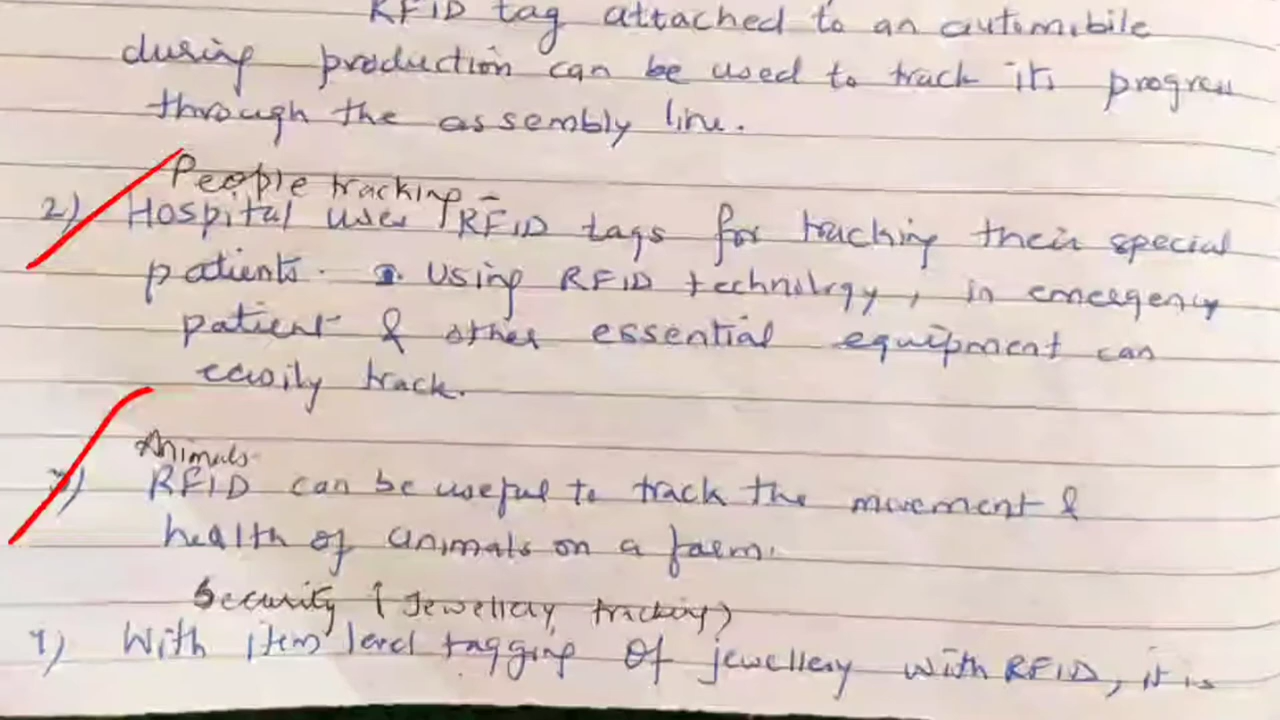 RFID tag attached to an automobile
during production can be used to track its progress
through the assembly line.
People tracking
2) Hospital uses RFID tags for tracking their special
patients. Using RFID technology, in emergency
patient & other essential equipment can
easily track.
Animals
3) RFID can be useful to track the movement &
health of animals on a farm.
Security (Jewellery tracking)
4) With item level tagging of jewellery with RFID, it is